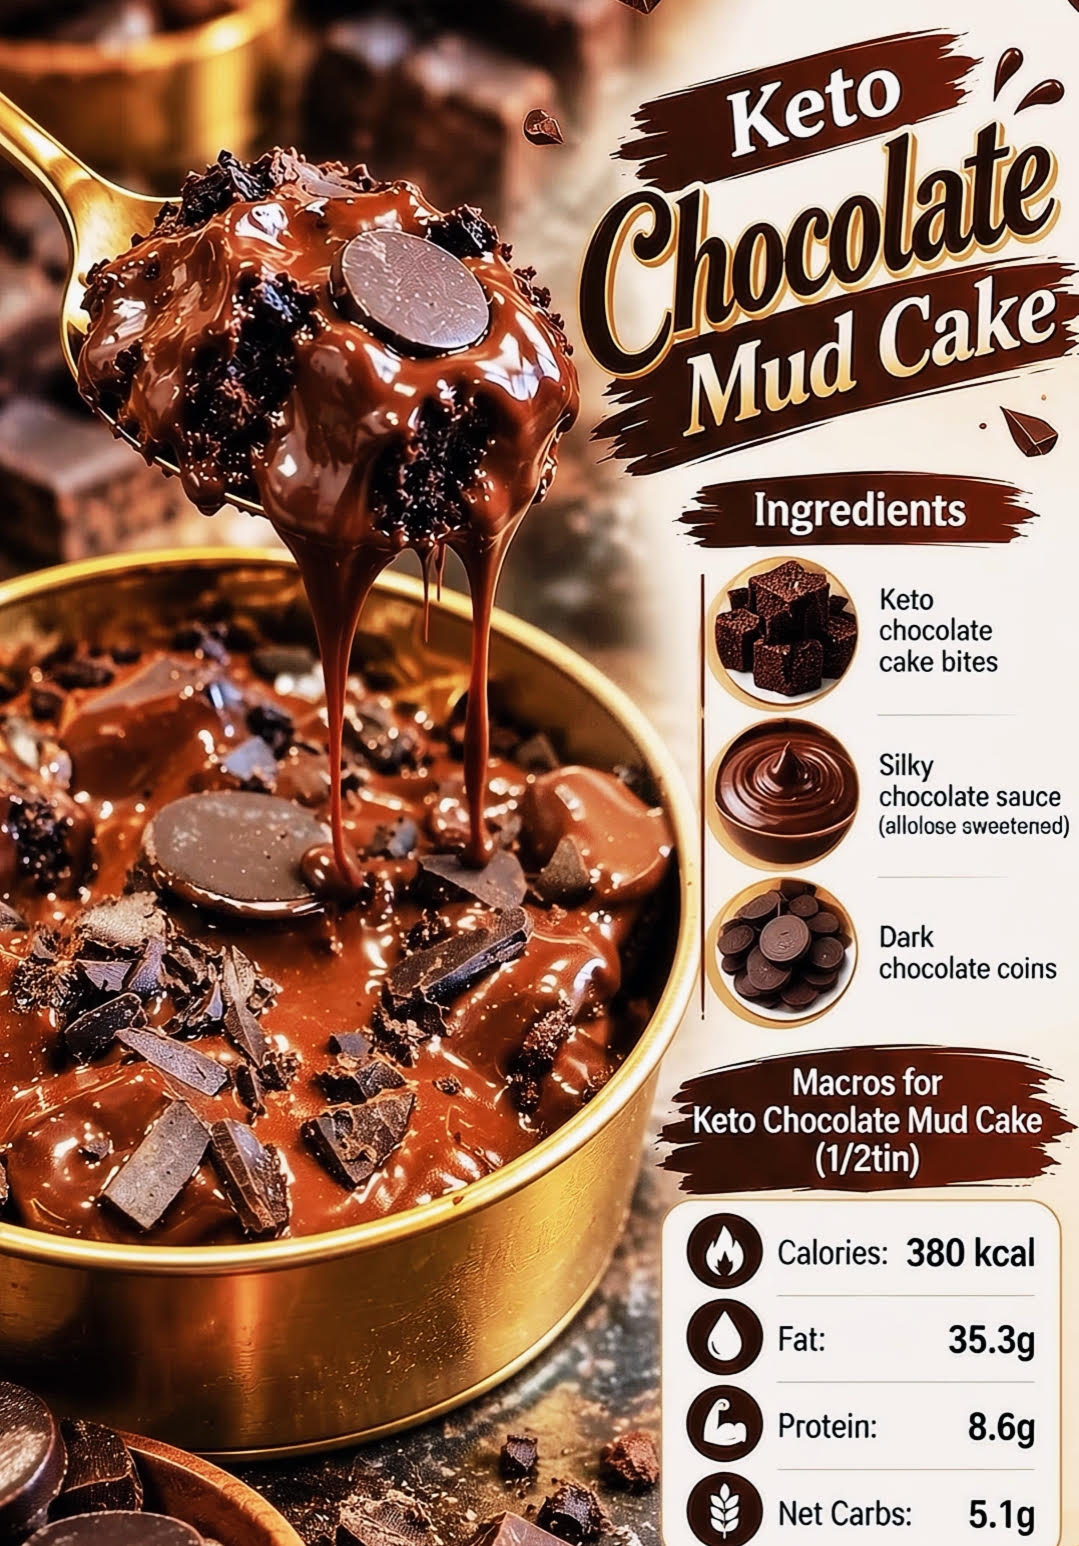 Keto
Chocolate
Mud Cake
Ingredients
Keto
chocolate
cake bites
Silky
chocolate sauce
(allolose sweetened)
Dark
chocolate coins
Macros for
Keto Chocolate Mud Cake
(1/2tin)
Calories: 380 kcal
Fat: 35.3g
Protein: 8.6g
Net Carbs: 5.1g